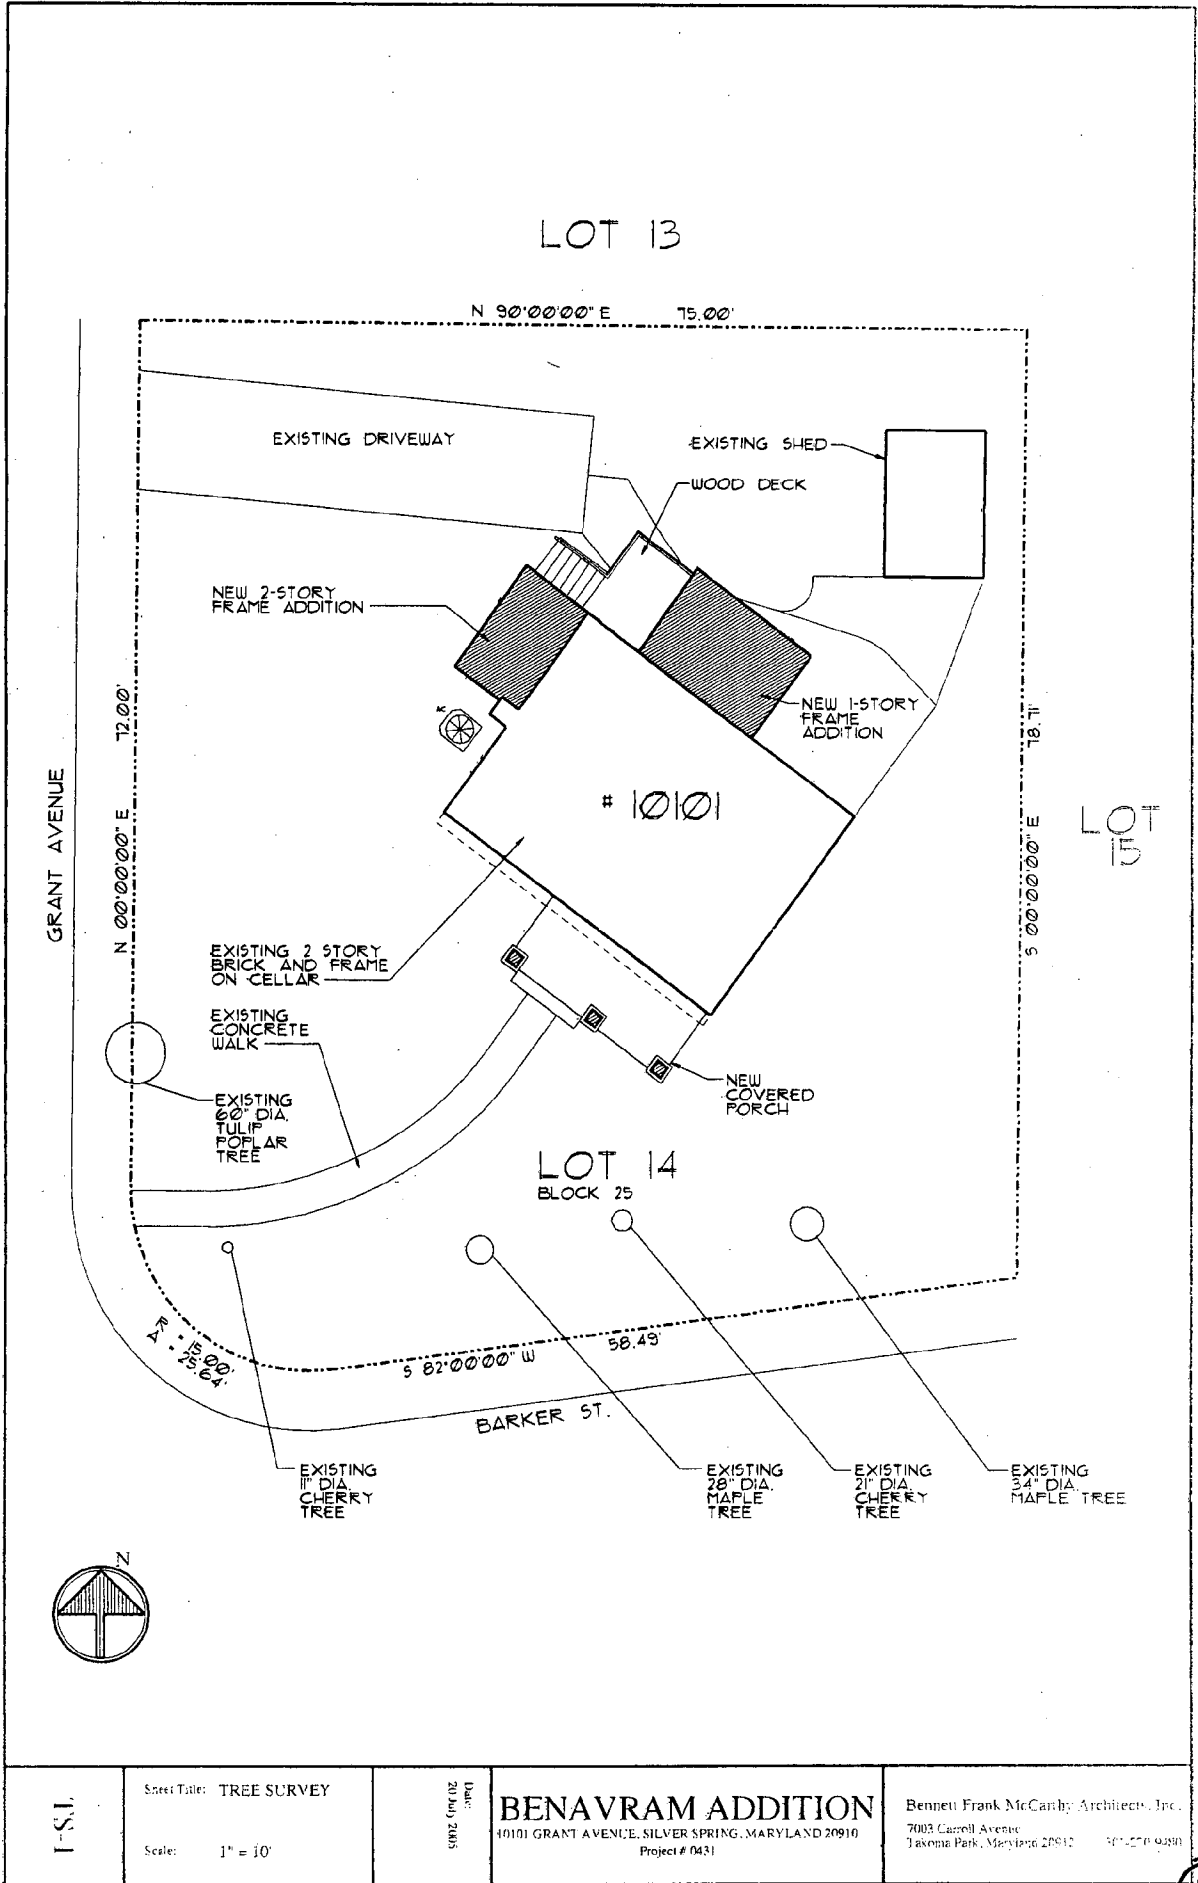 LOT 13
N 90°00'00" E 75.00'
EXISTING DRIVEWAY
EXISTING SHED
WOOD DECK
NEW 2-STORY
FRAME ADDITION
AC
NEW 1-STORY
FRAME
ADDITION
72.00'
N 00°00'00" E
GRANT AVENUE
# 10101
78.71'
S 00°00'00" E
LOT
15
EXISTING 2 STORY
BRICK AND FRAME
ON CELLAR
EXISTING
CONCRETE
WALK
EXISTING
60" DIA.
TULIP
POPLAR
TREE
NEW
COVERED
PORCH
LOT 14
BLOCK 25
R = 15.00'
A = 25.64'
S 82°00'00" W 58.49'
BARKER ST.
EXISTING
11" DIA.
CHERRY
TREE
EXISTING
28" DIA.
MAPLE
TREE
EXISTING
21" DIA.
CHERRY
TREE
EXISTING
34" DIA.
MAPLE TREE
N
Sheet Title: TREE SURVEY
Scale: 1" = 10'
Date:
20 July 2005
BENAVRAM ADDITION
10101 GRANT AVENUE, SILVER SPRING, MARYLAND 20910
Project # 0431
Bennett Frank McCarthy Architects, Inc.
7003 Carroll Avenue
Takoma Park, Maryland 20912